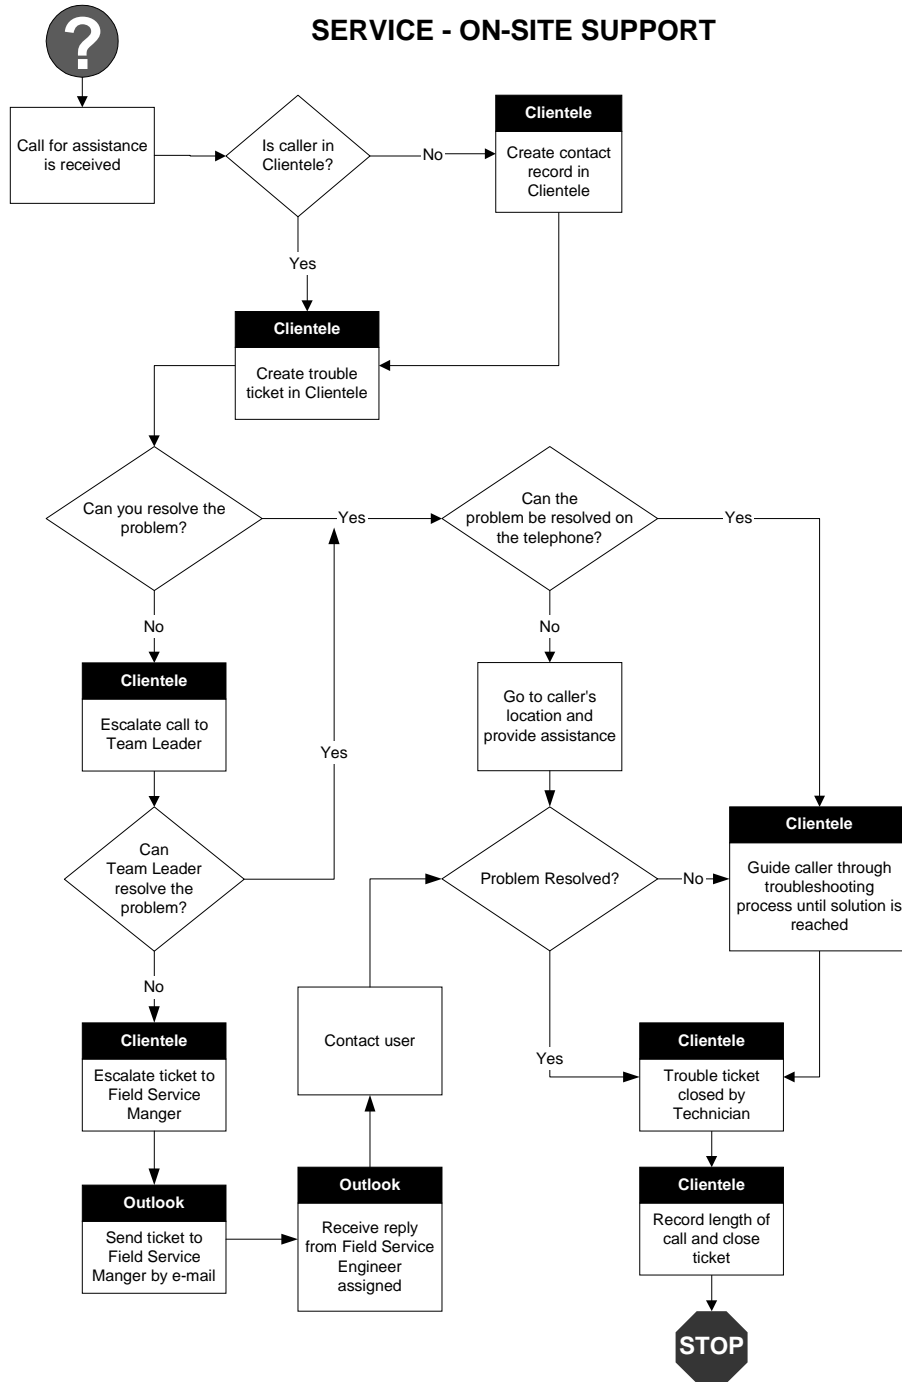 SERVICE - ON-SITE SUPPORT
?
Call for assistance
is received
Is caller in
Clientele?
No
Clientele
Create contact
record in
Clientele
Yes
Clientele
Create trouble
ticket in Clientele
Can you resolve the
problem?
Yes
Can the
problem be resolved on
the telephone?
Yes
No
No
Clientele
Escalate call to
Team Leader
Go to caller's
location and
provide assistance
Yes
Can
Team Leader
resolve the
problem?
Problem Resolved?
No
Clientele
Guide caller through
troubleshooting
process until solution is
reached
No
Clientele
Escalate ticket to
Field Service
Manger
Contact user
Yes
Clientele
Trouble ticket
closed by
Technician
Outlook
Send ticket to
Field Service
Manger by e-mail
Outlook
Receive reply
from Field Service
Engineer
assigned
Clientele
Record length of
call and close
ticket
STOP